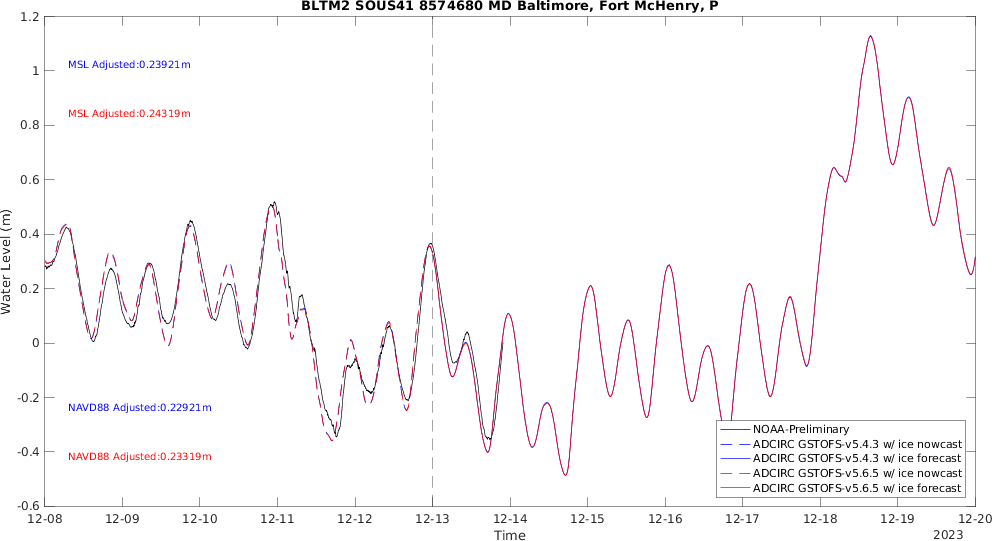 BLTM2 SOUS41 8574680 MD Baltimore, Fort McHenry, P
1.2
1
0.8
0.6
0.4
0.2
0
-0.2
-0.4
-0.6
Water Level (m)
MSL Adjusted:0.23921m
MSL Adjusted:0.24319m
NAVD88 Adjusted:0.22921m
NAVD88 Adjusted:0.23319m
NOAA-Preliminary
ADCIRC GSTOFS-v5.4.3 w/ ice nowcast
ADCIRC GSTOFS-v5.4.3 w/ ice forecast
ADCIRC GSTOFS-v5.6.5 w/ ice nowcast
ADCIRC GSTOFS-v5.6.5 w/ ice forecast
12-08 12-09 12-10 12-11 12-12 12-13 12-14 12-15 12-16 12-17 12-18 12-19 12-20
Time
2023